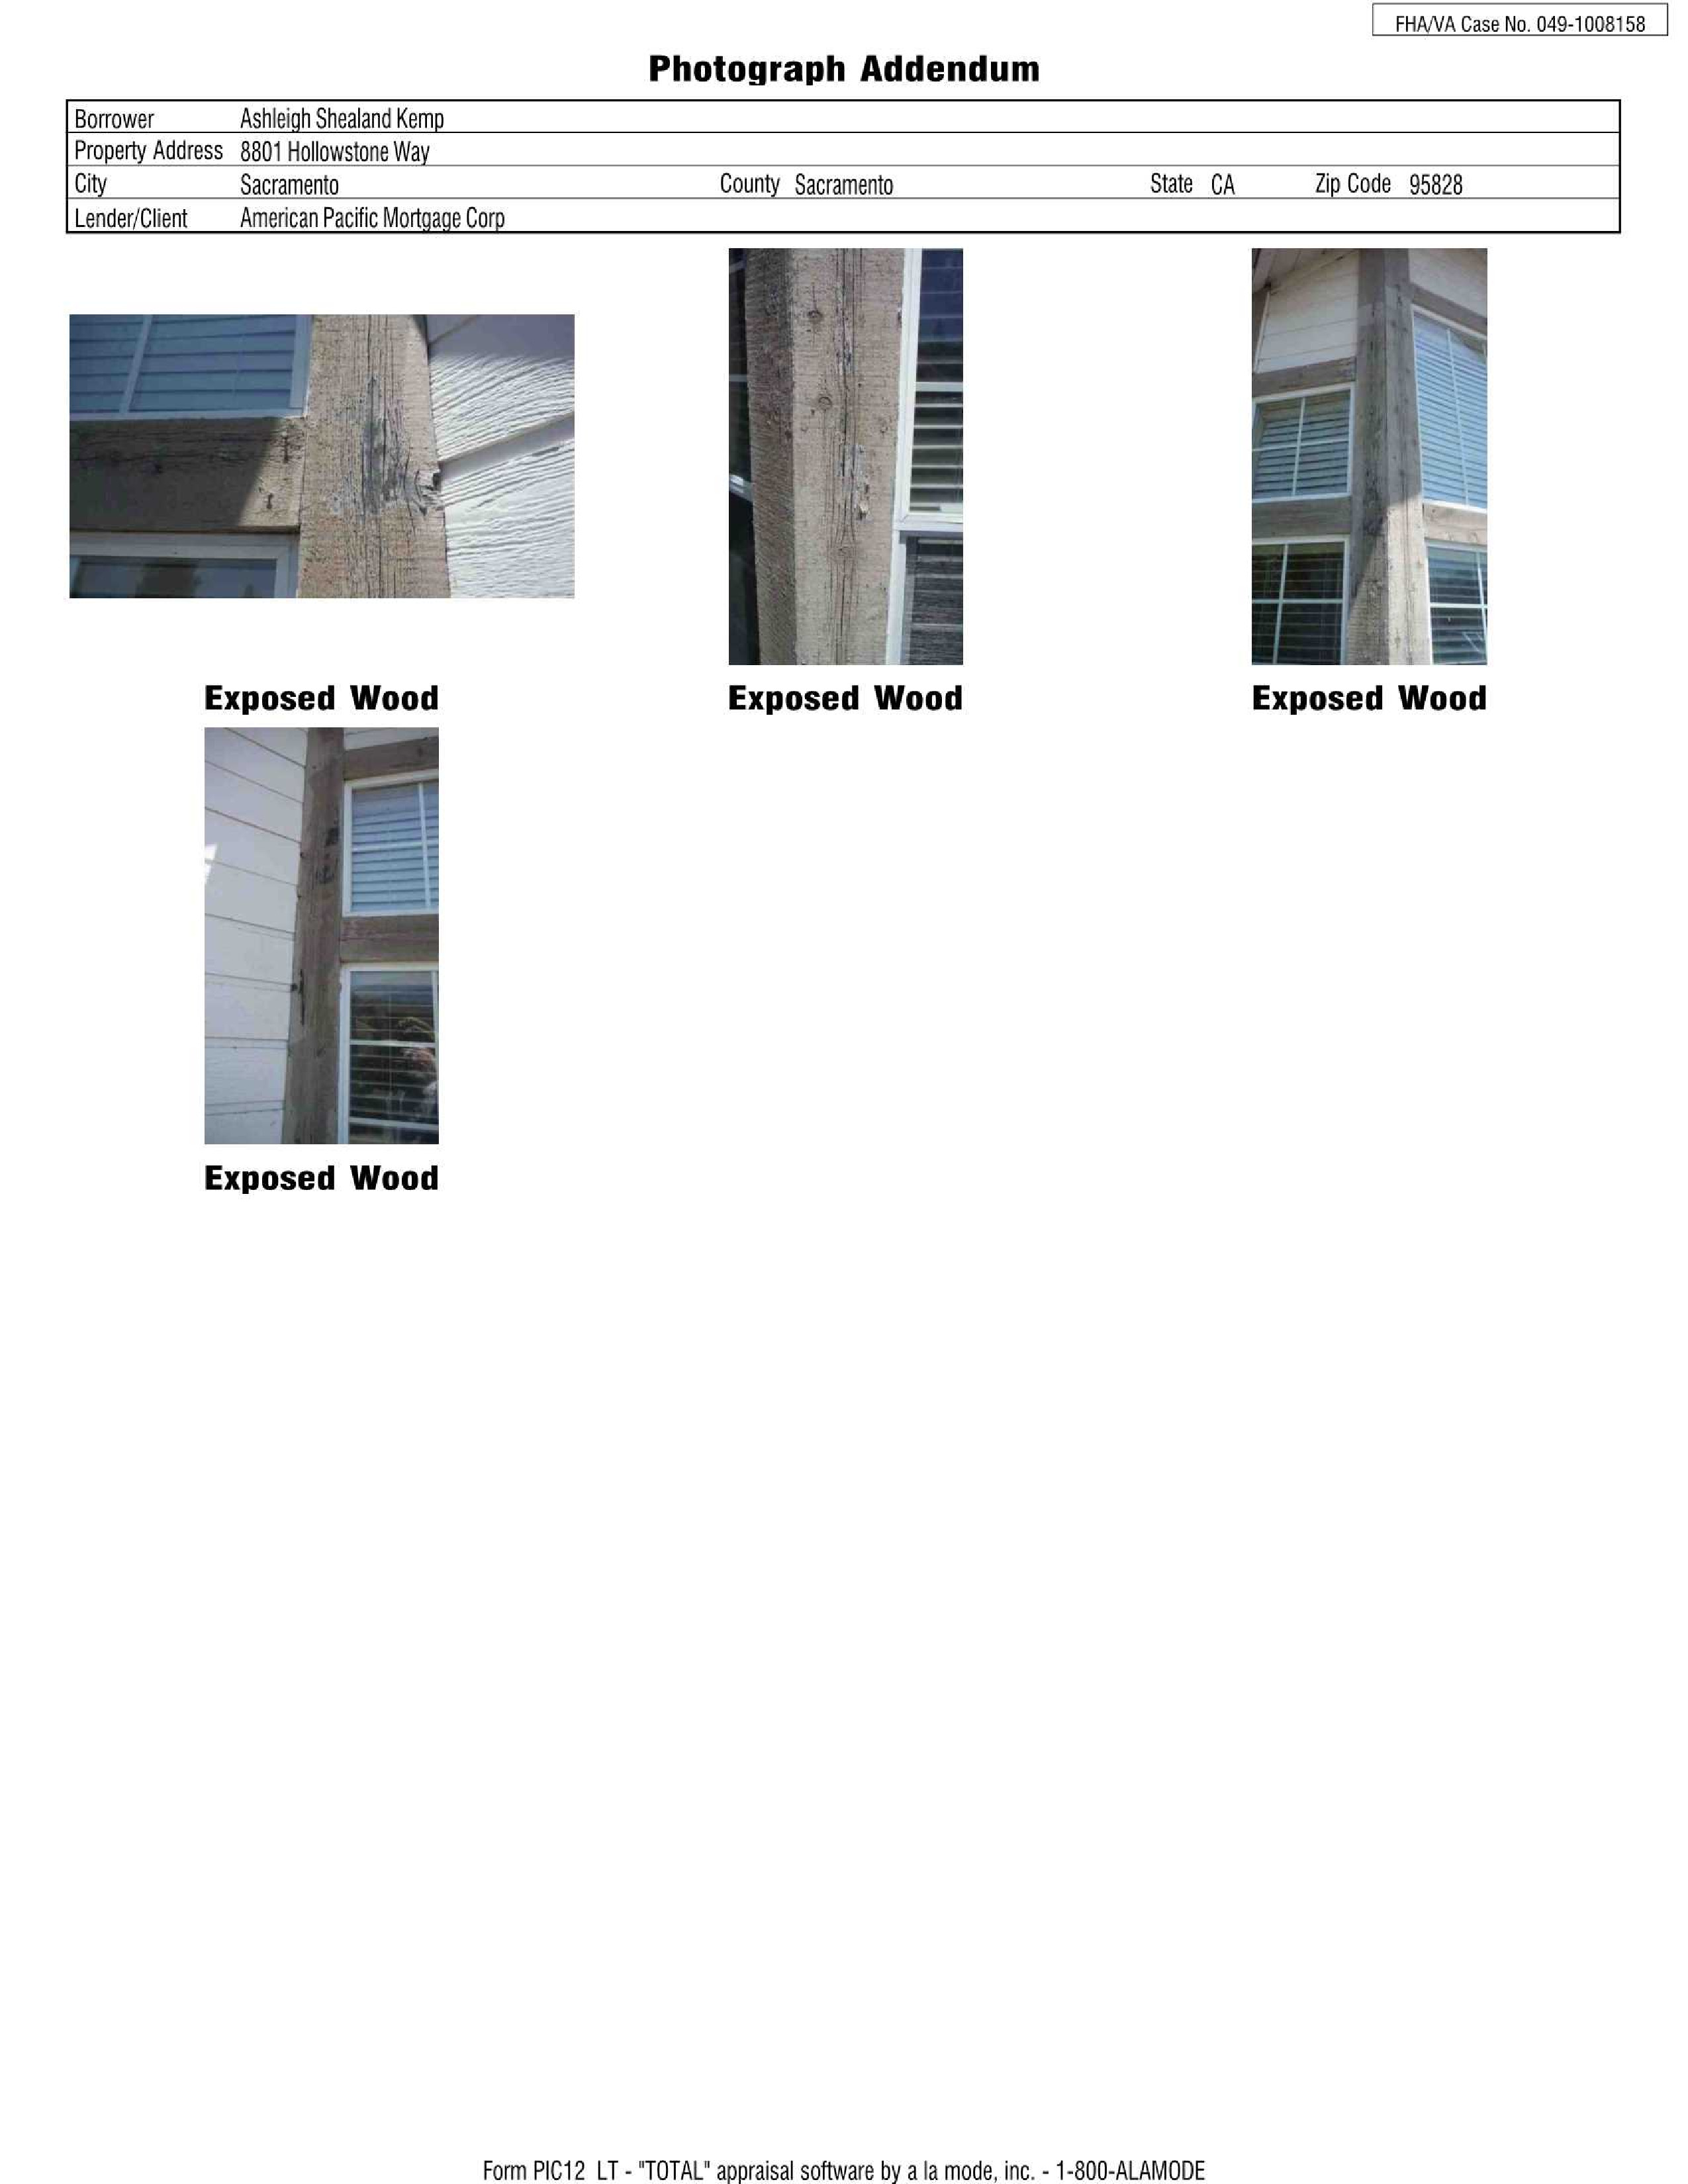 FHA/VA Case No. 049-1008158
Photograph Addendum
Borrower Ashleigh Shealand Kemp
Property Address 8801 Hollowstone Way
City Sacramento County Sacramento State CA Zip Code 95828
Lender/Client American Pacific Mortgage Corp
Exposed Wood Exposed Wood Exposed Wood
Exposed Wood
Form PIC12 LT - "TOTAL" appraisal software by a la mode, inc. - 1-800-ALAMODE